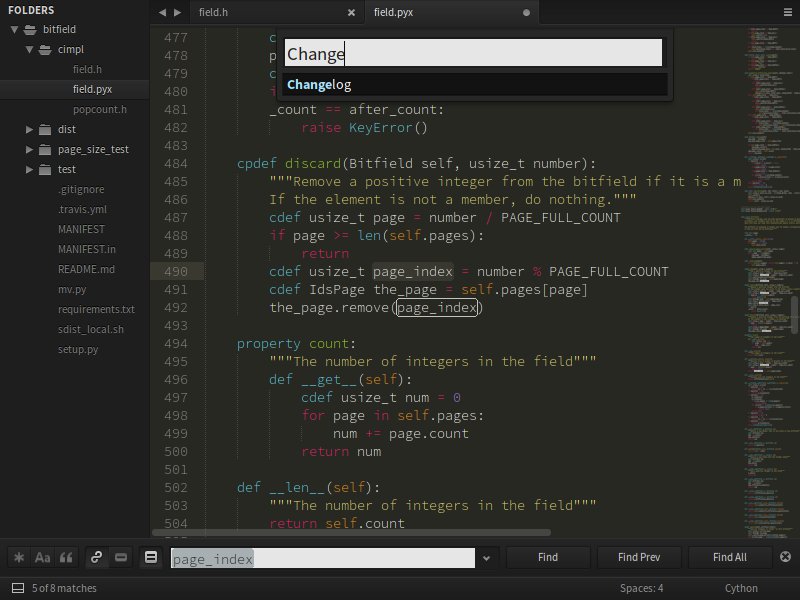 FOLDERS
bitfield
cimpl
field.h
field.pyx
popcount.h
dist
page_size_test
test
.gitignore
.travis.yml
MANIFEST
MANIFEST.in
README.md
mv.py
requirements.txt
sdist_local.sh
setup.py
field.h
field.pyx
Change
Changelog
477 c
478 p
479 c
480 i
481 _count == after_count:
482 raise KeyError()
483
484 cpdef discard(Bitfield self, usize_t number):
485 """Remove a positive integer from the bitfield if it is a m
486 If the element is not a member, do nothing."""
487 cdef usize_t page = number / PAGE_FULL_COUNT
488 if page >= len(self.pages):
489 return
490 cdef usize_t page_index = number % PAGE_FULL_COUNT
491 cdef IdsPage the_page = self.pages[page]
492 the_page.remove(page_index)
493
494 property count:
495 """The number of integers in the field"""
496 def __get__(self):
497 cdef usize_t num = 0
498 for page in self.pages:
499 num += page.count
500 return num
501
502 def __len__(self):
503 """The number of integers in the field"""
504 return self.count
Aa
page_index
Find
Find Prev
Find All
5 of 8 matches
Spaces: 4
Cython